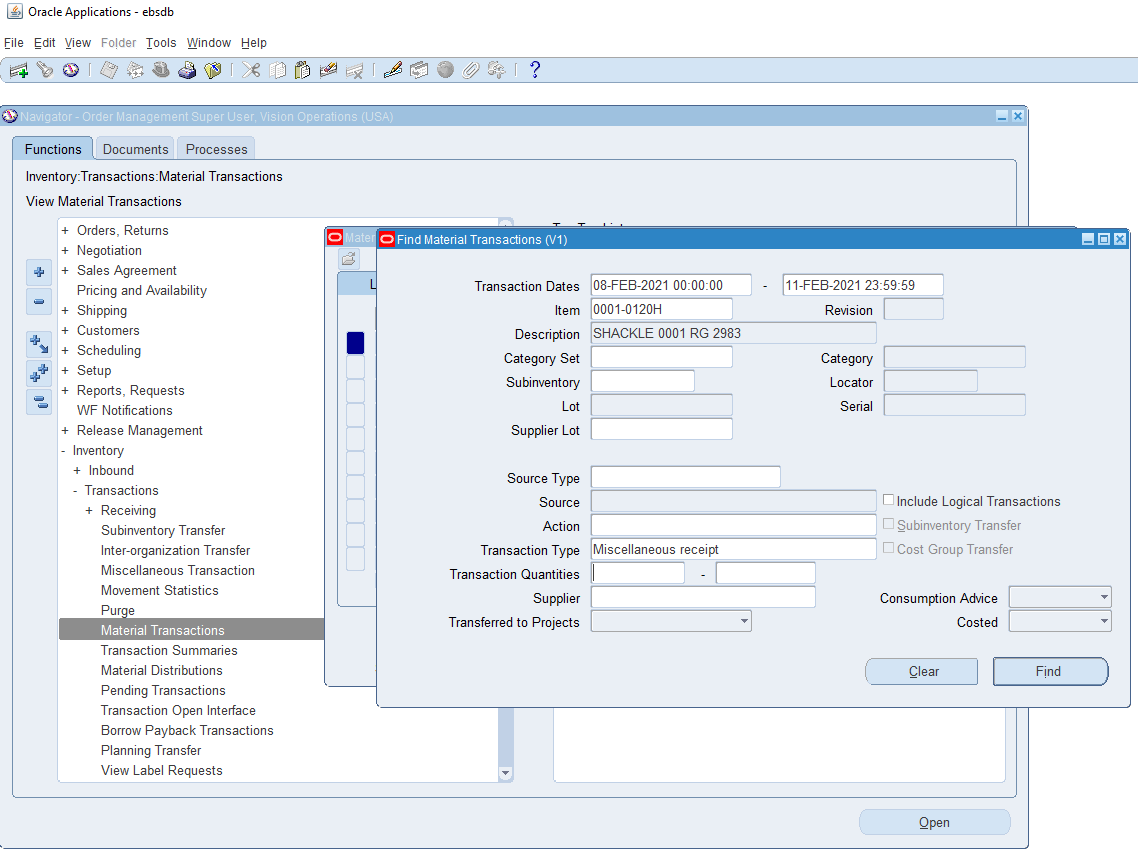 Oracle Applications - ebsdb
File Edit View Folder Tools Window Help
?
Navigator - Order Management Super User, Vision Operations (USA)
Functions Documents Processes
Inventory:Transactions:Material Transactions
View Material Transactions
+ Orders, Returns
+ Negotiation
+ Sales Agreement
Pricing and Availability
+ Shipping
+ Customers
+ Scheduling
+ Setup
+ Reports, Requests
WF Notifications
+ Release Management
- Inventory
+ Inbound
- Transactions
+ Receiving
Subinventory Transfer
Inter-organization Transfer
Miscellaneous Transaction
Movement Statistics
Purge
Material Transactions
Transaction Summaries
Material Distributions
Pending Transactions
Transaction Open Interface
Borrow Payback Transactions
Planning Transfer
View Label Requests
Open
Mater
L
Find Material Transactions (V1)
Transaction Dates 08-FEB-2021 00:00:00 - 11-FEB-2021 23:59:59
Item 0001-0120H Revision
Description SHACKLE 0001 RG 2983
Category Set Category
Subinventory Locator
Lot Serial
Supplier Lot
Source Type
Source Include Logical Transactions
Action Subinventory Transfer
Transaction Type Miscellaneous receipt Cost Group Transfer
Transaction Quantities -
Supplier Consumption Advice
Transferred to Projects Costed
Clear Find